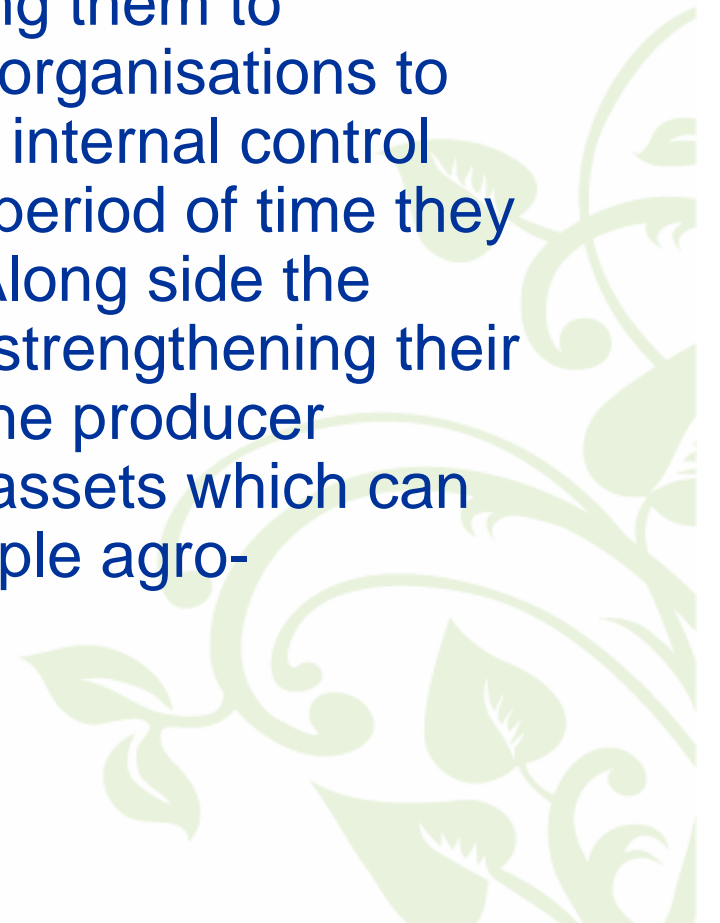 ng them to
organisations to
internal control
period of time they
Along side the
strengthening their
he producer
assets which can
ple agro-